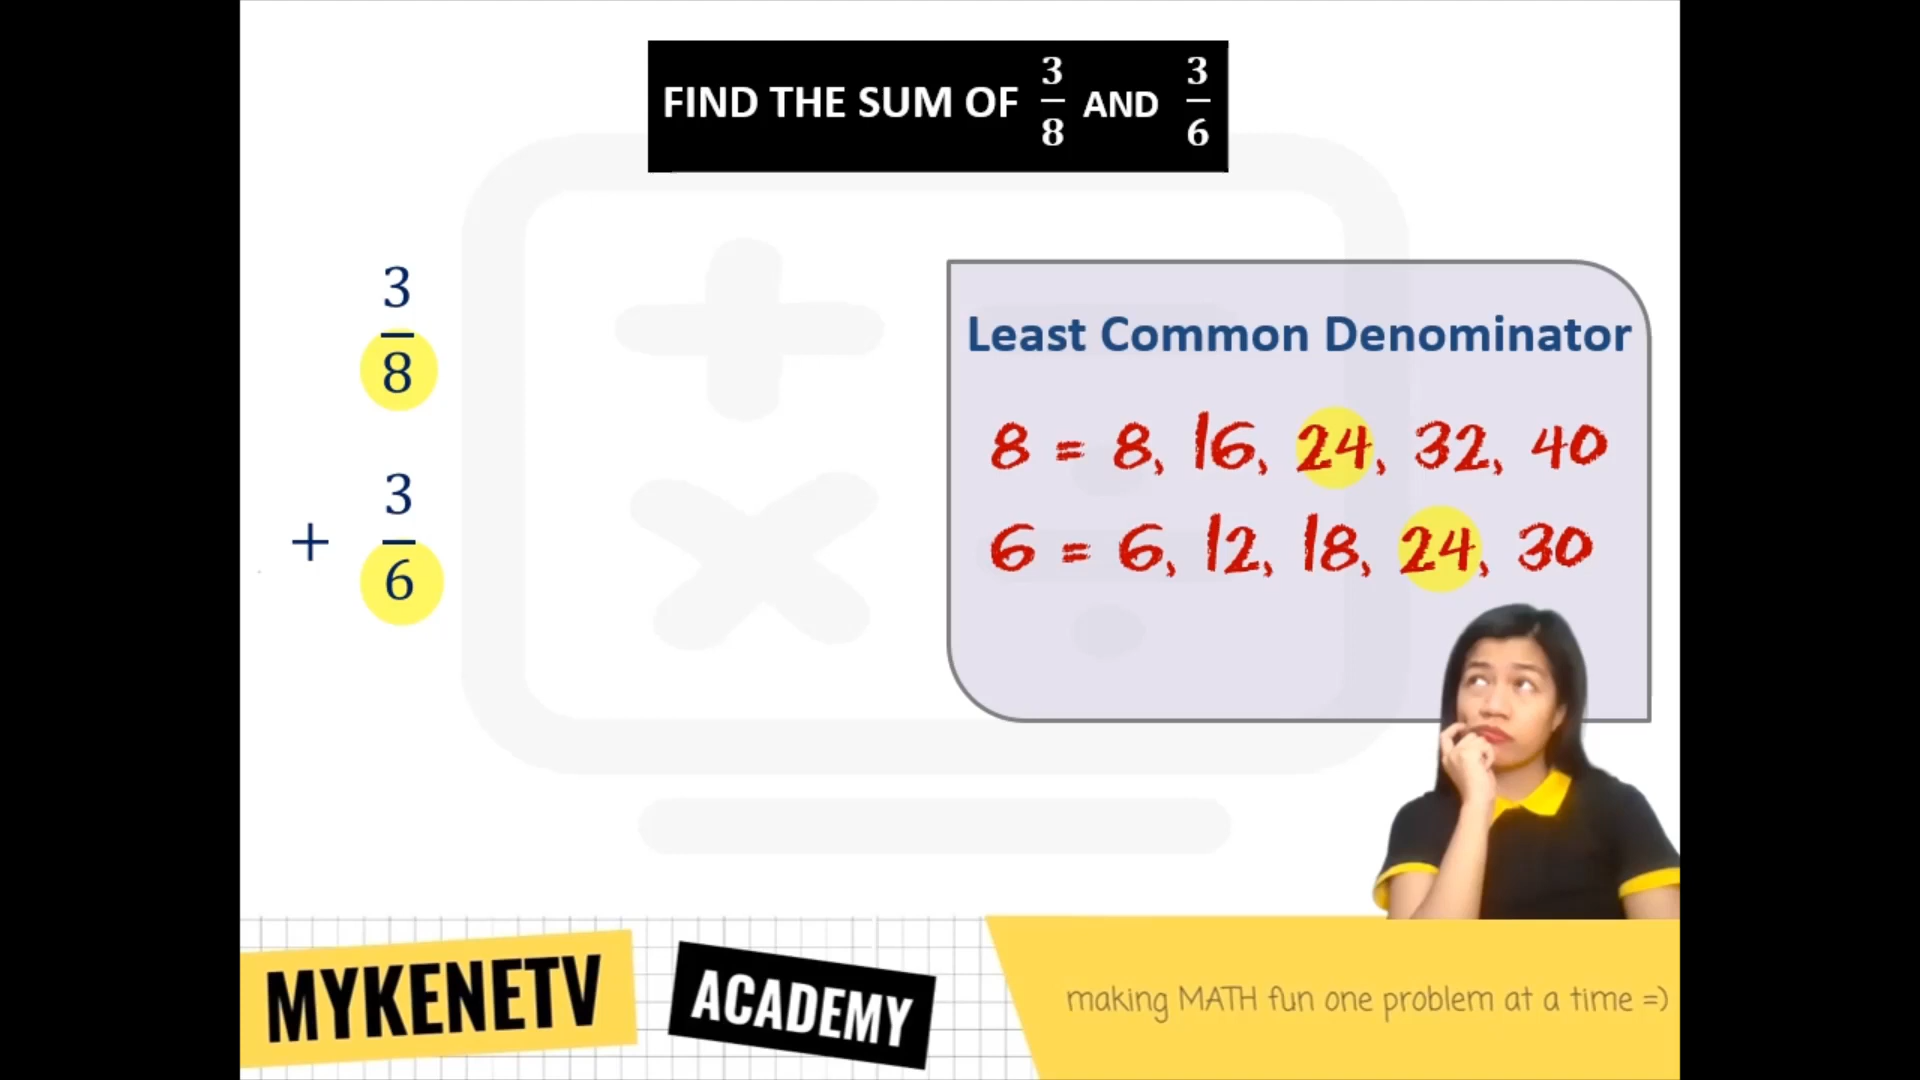 FIND THE SUM OF 3/8 AND 3/6
3
8
+ 3
6
Least Common Denominator
8 = 8, 16, 24, 32, 40
6 = 6, 12, 18, 24, 30
MYKENETV
ACADEMY
making MATH fun one problem at a time =)